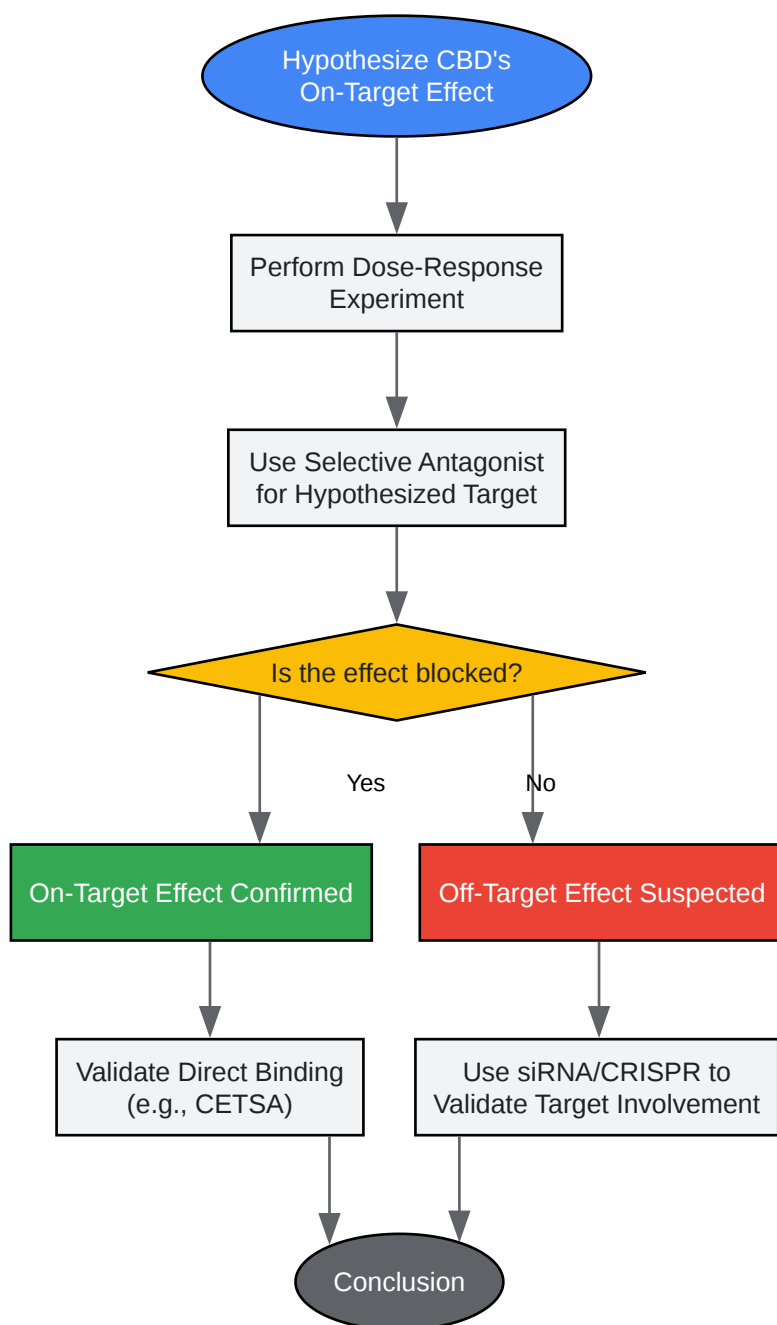 Hypothesize CBD's
On-Target Effect
Perform Dose-Response
Experiment
Use Selective Antagonist
for Hypothesized Target
Is the effect blocked?
Yes
No
On-Target Effect Confirmed
Off-Target Effect Suspected
Validate Direct Binding
(e.g., CETSA)
Use siRNA/CRISPR to
Validate Target Involvement
Conclusion